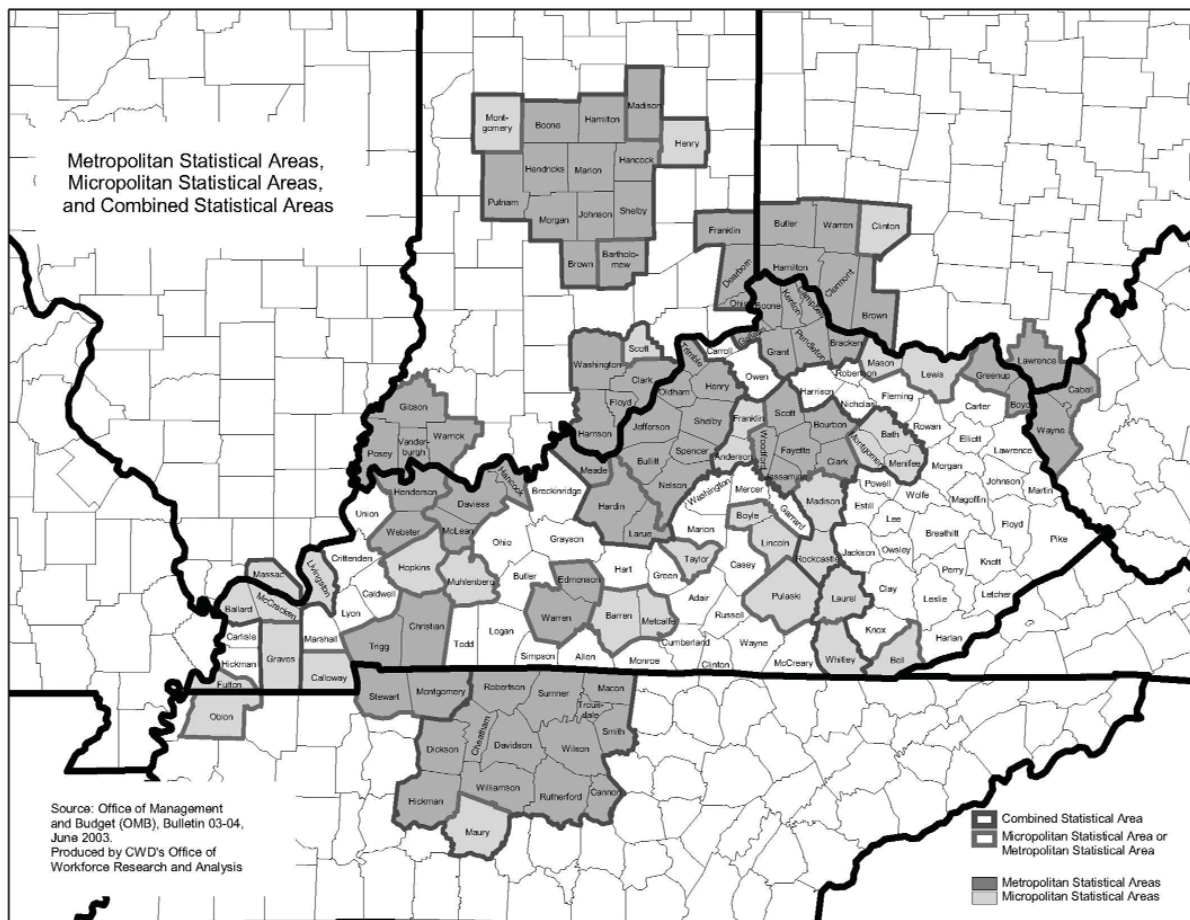 Metropolitan Statistical Areas,
Micropolitan Statistical Areas,
and Combined Statistical Areas
Mont-
gomery
Boone
Hamilton
Madison
Henry
Hendricks
Marion
Hancock
Putnam
Morgan
Johnson
Shelby
Brown
Bartholo-
mew
Franklin
Butler
Warren
Clinton
Dearborn
Hamilton
Clermont
Ohio
Boone
Kenton
Campbell
Brown
Gallatin
Grant
Pendleton
Bracken
Mason
Lewis
Greenup
Lawrence
Boyd
Cabell
Wayne
Washington
Scott
Clark
Floyd
Harrison
Trimble
Carroll
Owen
Oldham
Henry
Jefferson
Shelby
Bullitt
Spencer
Nelson
Meade
Hardin
Larue
Franklin
Anderson
Woodford
Scott
Harrison
Robertson
Nicholas
Fleming
Bourbon
Fayette
Clark
Jessamine
Montgomery
Bath
Menifee
Rowan
Carter
Elliott
Lawrence
Morgan
Johnson
Martin
Magoffin
Wolfe
Powell
Estill
Lee
Breathitt
Floyd
Pike
Knott
Perry
Owsley
Jackson
Letcher
Leslie
Clay
Harlan
Knox
Bell
Whitley
Laurel
Rockcastle
Madison
Garrard
Lincoln
Boyle
Mercer
Washington
Marion
Taylor
Casey
Pulaski
Russell
Adair
Green
Hart
Metcalfe
Barren
Cumberland
Wayne
McCreary
Clinton
Monroe
Allen
Simpson
Warren
Edmonson
Grayson
Breckinridge
Hancock
Daviess
Ohio
Butler
Logan
Todd
Muhlenberg
McLean
Henderson
Webster
Union
Hopkins
Christian
Trigg
Caldwell
Crittenden
Lyon
Livingston
Marshall
Calloway
Graves
McCracken
Ballard
Carlisle
Hickman
Fulton
Obion
Massac
Gibson
Posey
Vander-
burgh
Warrick
Stewart
Montgomery
Robertson
Sumner
Macon
Trous-
dale
Smith
Dickson
Cheatham
Davidson
Wilson
Hickman
Williamson
Rutherford
Cannon
Maury
Source: Office of Management
and Budget (OMB), Bulletin 03-04,
June 2003.
Produced by CWD's Office of
Workforce Research and Analysis
Combined Statistical Area
Micropolitan Statistical Area or
Metropolitan Statistical Area
Metropolitan Statistical Areas
Micropolitan Areas